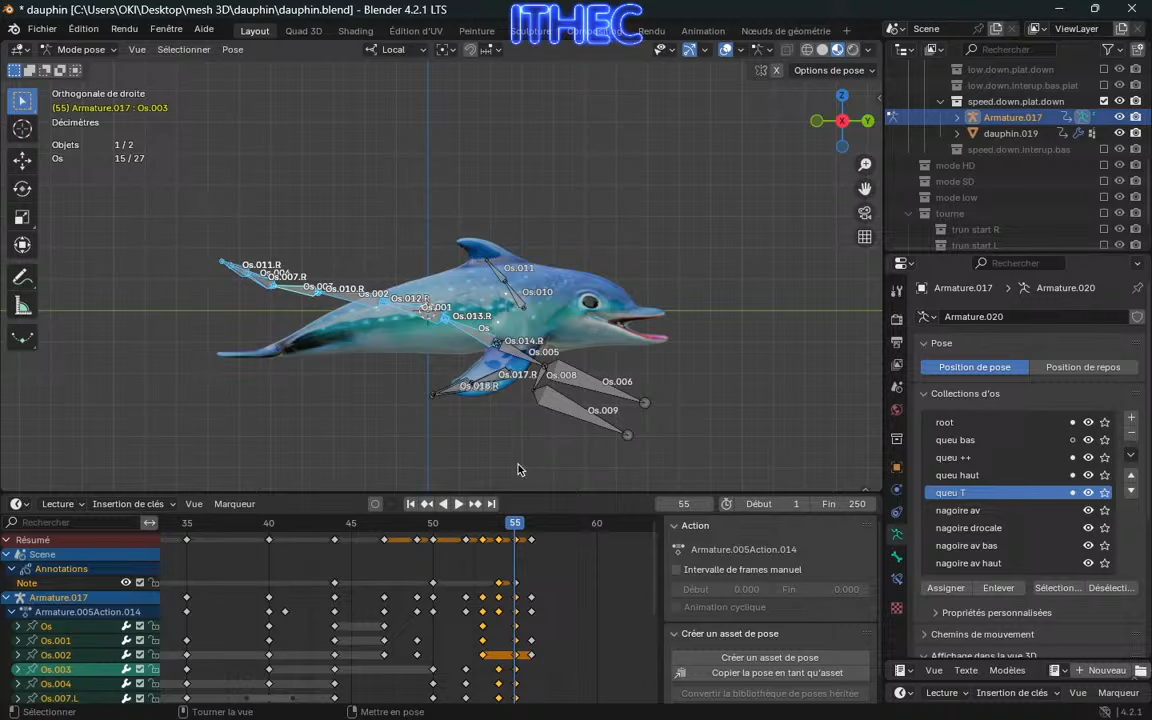 * dauphin [C:\Users\OKI\Desktop\mesh 3D\dauphin\dauphin.blend] - Blender 4.2.1 LTS
ITHEC
Fichier Éditer Rendu Fenêtre Aide Layout Quad 3D Shading Édition d'UV Peinture Rendu Animation Nœuds de géométrie Scene ViewLayer
Mode pose Vue Sélectionner Pose Local Rechercher...
X Options de pose
Orthogonale de droite
(55) Armature.017 : Os.003
Décimètres
Objets 1 / 2
Os 15 / 27
Z
X
Y
Os.011.R
Os.007.R
Os.010.R
Os.002
Os.012.R
Os.001
Os.013.R
Os
Os.014.R
Os.005
Os.017.R
Os.018.R
Os.011
Os.010
Os.008
Os.006
Os.009
low.down.plat.down
low.down.interup.bas.plat
speed.down.plat.down
Armature.017
dauphin.019
speed.down.interup.bas
mode HD
mode SD
mode low
tourne
trun start R
trun start L
Rechercher
Armature.017 Armature.020
Armature.020
Pose
Position de pose Position de repos
Collections d'os
root
queu bas
queu ++
queu haut
queu T
nagoire av
nagoire drocale
nagoire av bas
nagoire av haut
Assigner Enlever Sélection... Désélecti...
Propriétés personnalisées
Chemins de mouvement
Affichage dans la vue 3D
Vue Texte Modèles Nouveau
Lecture Insertion de clés Vue Marqueur
Lecture Insertion de clés Vue Marqueur 55 Début 1 Fin 250
Rechercher 35 40 45 50 55 60
Résumé
Scene
Annotations
Note
Armature.017
Armature.005Action.014
Os
Os.001
Os.002
Os.003
Os.004
Os.007.L
Action
Armature.005Action.014
Intervalle de frames manuel
Début 0.000 Fin 0.000
Animation cyclique
Créer un asset de pose
Créer un asset de pose
Copier la pose en tant qu'asset
Convertir la bibliothèque de poses héritée
Sélectionner Tourner la vue Mettre en pose 4.2.1